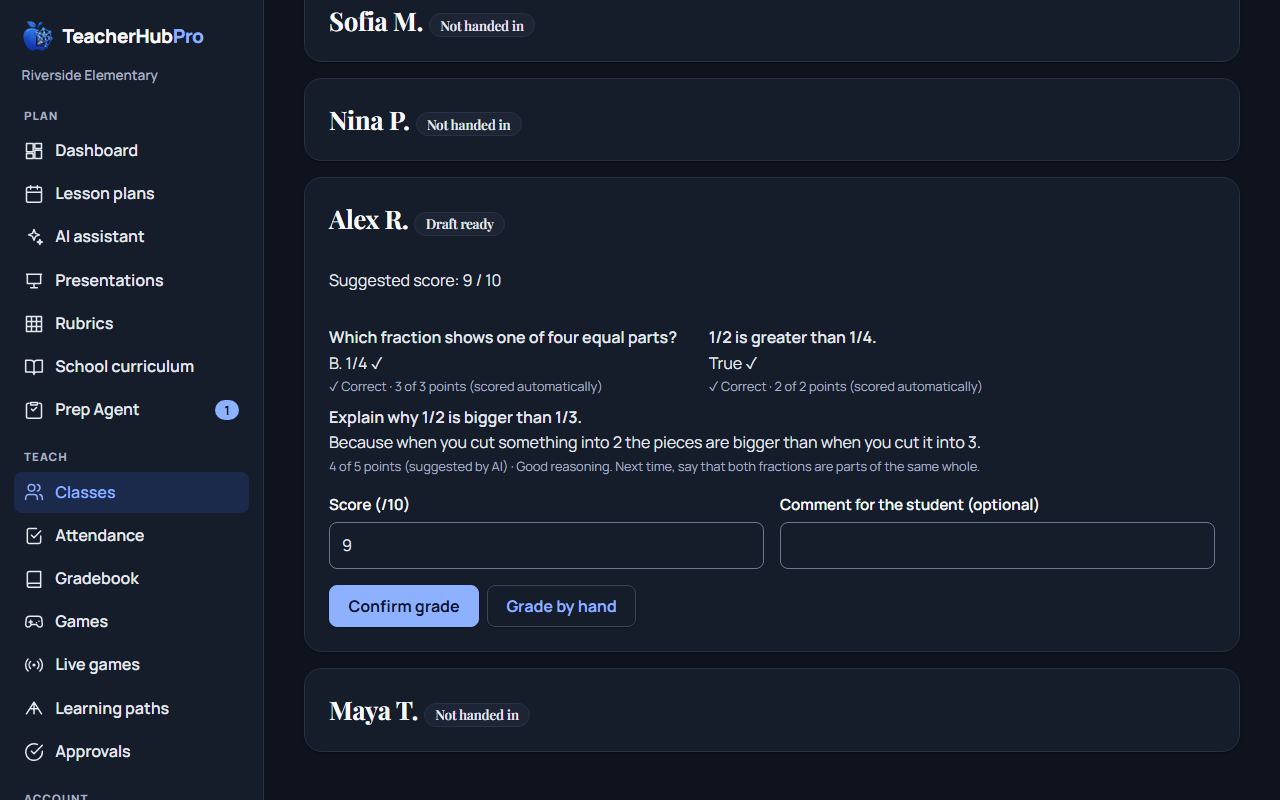 TeacherHubPro
Riverside Elementary
PLAN
Dashboard
Lesson plans
AI assistant
Presentations
Rubrics
School curriculum
Prep Agent 1
TEACH
Classes
Attendance
Gradebook
Games
Live games
Learning paths
Approvals
ACCOUNT
Sofia M. Not handed in
Nina P. Not handed in
Alex R. Draft ready
Suggested score: 9 / 10
Which fraction shows one of four equal parts?
B. 1/4 ✓
✓ Correct · 3 of 3 points (scored automatically)
1/2 is greater than 1/4.
True ✓
✓ Correct · 2 of 2 points (scored automatically)
Explain why 1/2 is bigger than 1/3.
Because when you cut something into 2 the pieces are bigger than when you cut it into 3.
4 of 5 points (suggested by AI) · Good reasoning. Next time, say that both fractions are parts of the same whole.
Score (/10)
9
Comment for the student (optional)
Confirm grade
Grade by hand
Maya T. Not handed in